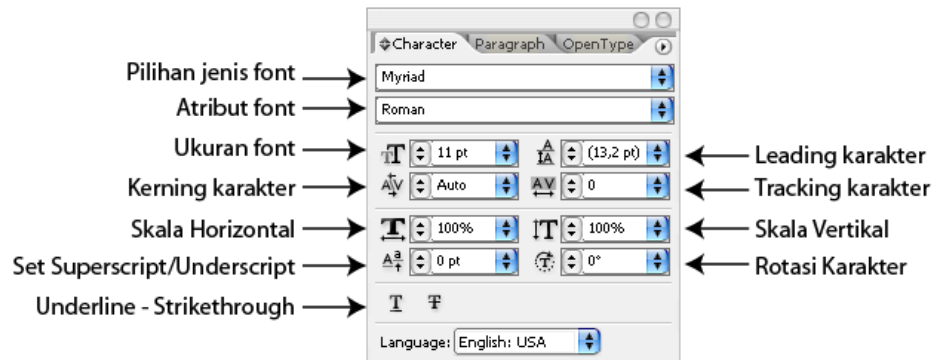 Character Paragraph OpenType
Pilihan jenis font Myriad
Atribut font Roman
Ukuran font 11 pt (13,2 pt) Leading karakter
Kerning karakter Auto 0 Tracking karakter
Skala Horizontal 100% 100% Skala Vertikal
Set Superscript/Underscript 0 pt 0° Rotasi Karakter
Underline - Strikethrough T T
Language: English: USA